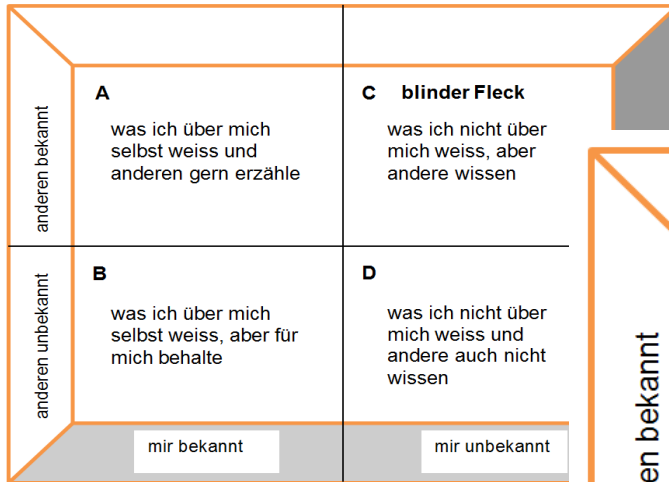 A
was ich über mich
selbst weiss und
anderen gern erzähle
C blinder Fleck
was ich nicht über
mich weiss, aber
andere wissen
anderen bekannt
B
was ich über mich
selbst weiss, aber für
mich behalte
D
was ich nicht über
mich weiss und
andere auch nicht
wissen
anderen unbekannt
mir bekannt
mir unbekannt
en bekannt